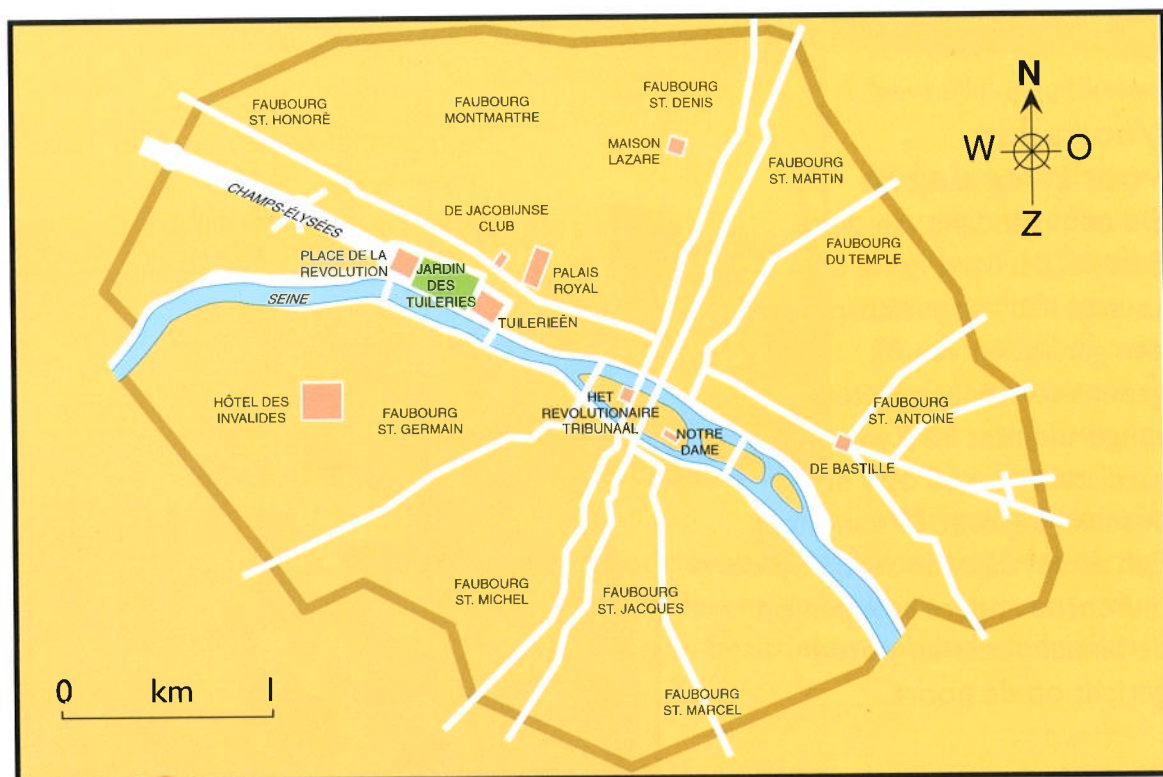 FAUBOURG
ST. HONORÉ
FAUBOURG
MONTMARTRE
FAUBOURG
ST. DENIS
MAISON
LAZARE
FAUBOURG
ST. MARTIN
N
W
O
Z
CHAMPS-ÉLYSÉES
DE JACOBIJNSE
CLUB
FAUBOURG
DU TEMPLE
PLACE DE LA
REVOLUTION
JARDIN
DES
TUILERIES
PALAIS
ROYAL
SEINE
TUILERIEËN
HÔTEL DES
INVALIDES
FAUBOURG
ST. GERMAIN
HET
REVOLUTIONAIRE
TRIBUNAAL
NOTRE
DAME
FAUBOURG
ST. ANTOINE
DE BASTILLE
FAUBOURG
ST. MICHEL
FAUBOURG
ST. JACQUES
FAUBOURG
ST. MARCEL
0 km 1